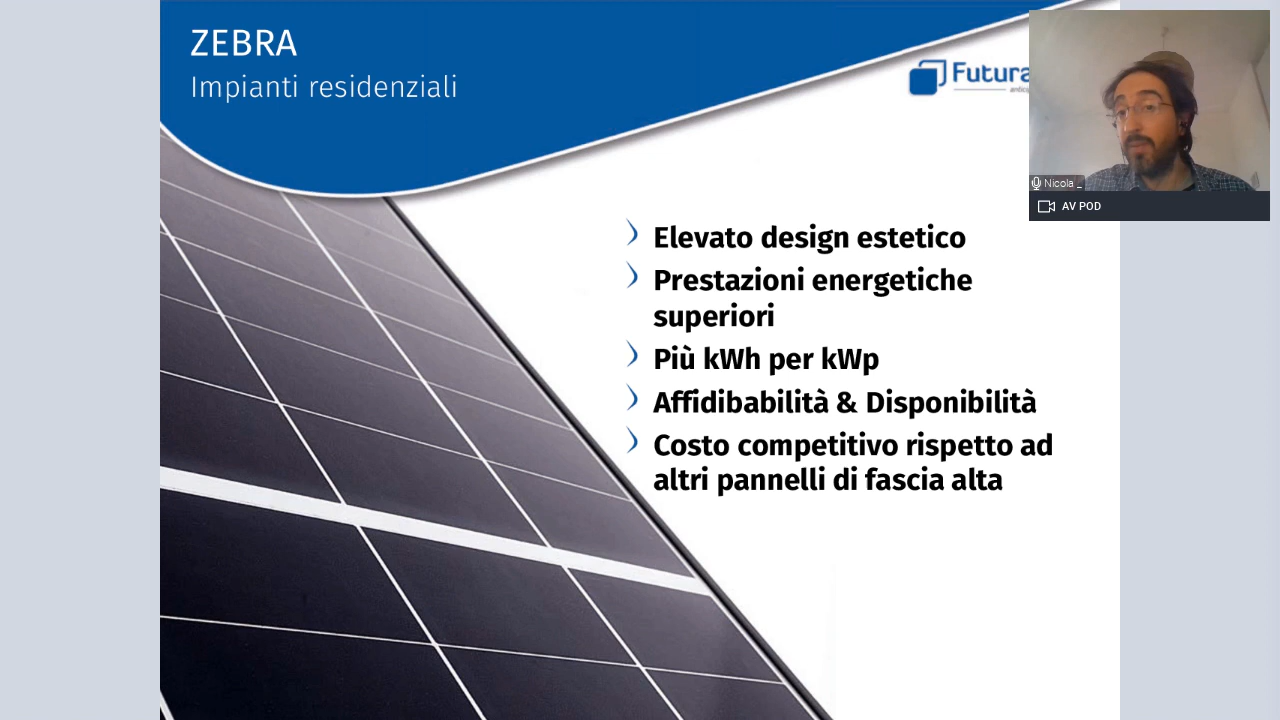 ZEBRA
Impianti residenziali
Futura
Elevato design estetico
Prestazioni energetiche
superiori
Più kWh per kWp
Affidibabilità & Disponibilità
Costo competitivo rispetto ad
altri pannelli di fascia alta
Nicola _
AV POD